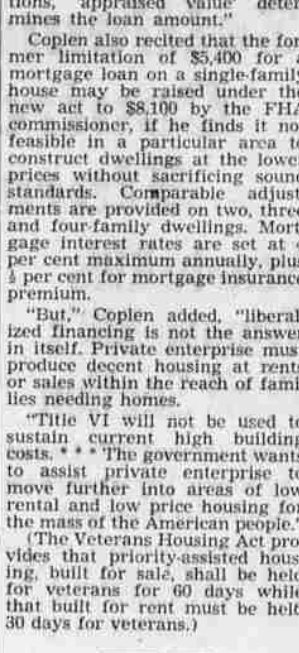 tions, appraised value deter
mines the loan amount."
Coplen also recited that the for
mer limitation of $5,400 for a
mortgage loan on a single-famil
house may be raised under th
new act to $8,100 by the FHA
commissioner, if he finds it no
feasible in a particular area to
construct dwellings at the lowe
prices without sacrificing sound
standards. Comparable adjust
ments are provided on two, three
and four-family dwellings. Mort
gage interest rates are set at
per cent maximum annually, plus
½ per cent for mortgage insurance
premium.
"But," Coplen added, "liberal
ized financing is not the answer
in itself. Private enterprise mus
produce decent housing at rents
or sales within the reach of fami
lies needing homes.
"Title VI will not be used to
sustain current high building
costs. * * * The government wants
to assist private enterprise to
move further into areas of low
rental and low price housing for
the mass of the American people.
(The Veterans Housing Act pro
vides that priority-assisted hous
ing, built for sale, shall be held
for veterans for 60 days while
that built for rent must be held
30 days for veterans.)